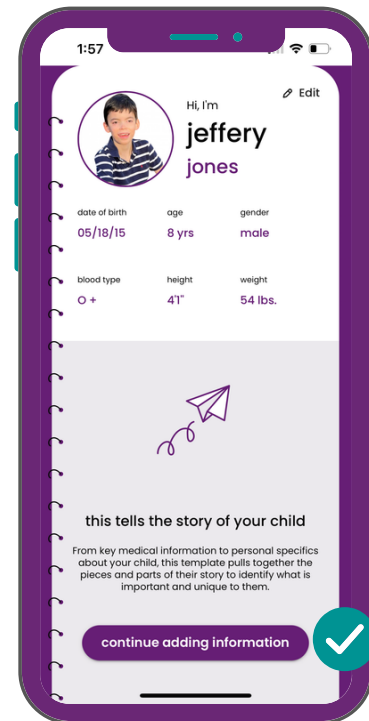 1:57
Edit
Hi, I'm
jeffery
jones
date of birth age gender
05/18/15 8 yrs male
blood type height weight
O + 4'1" 54 lbs.
this tells the story of your child
From key medical information to personal specifics
about your child, this template pulls together the
pieces and parts of their story to identify what is
important and unique to them.
continue adding information